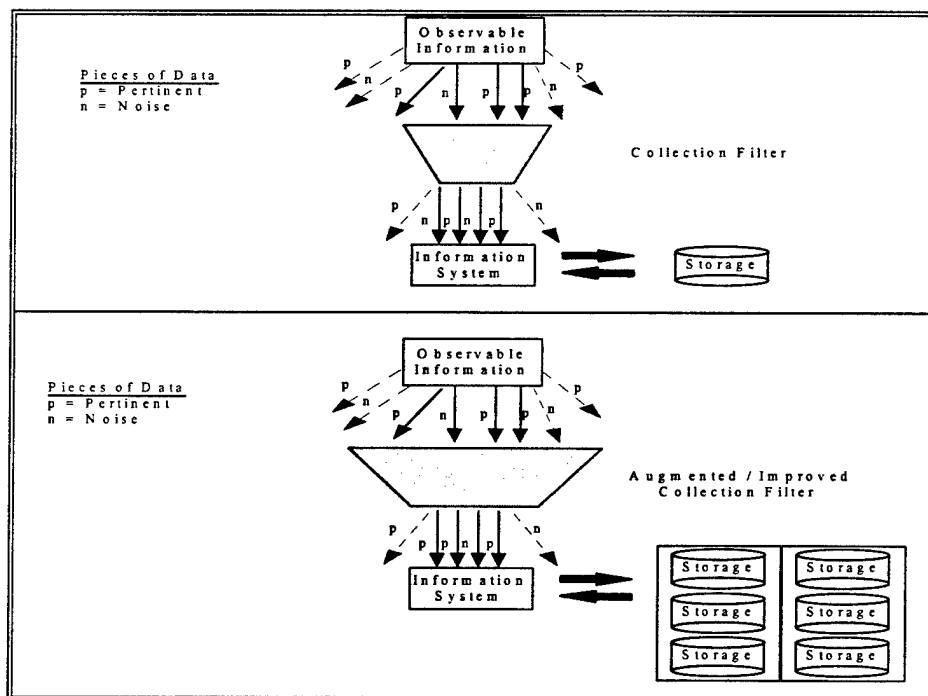 Observable
Information
Pieces of Data
p = Pertinent
n = Noise
p n p n p p n p
Collection Filter
p n p n p n
Information
System
Storage
Observable
Information
Pieces of Data
p = Pertinent
n = Noise
p n p n p p n p
Augmented / Improved
Collection Filter
p p p n p n
Information
System
Storage Storage
Storage Storage
Storage Storage